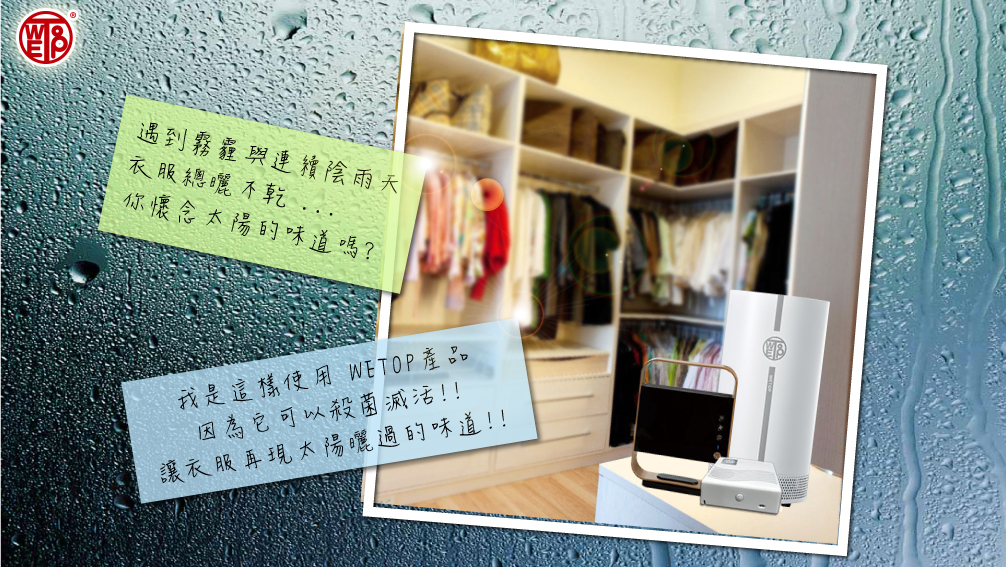 WETOP®
遇到霧霾與連續陰雨天
衣服總曬不乾 ...
你懷念太陽的味道嗎?
我是這樣使用 WETOP產品
因為它可以殺菌滅活!!
讓衣服再現太陽曬過的味道!!
WETOP